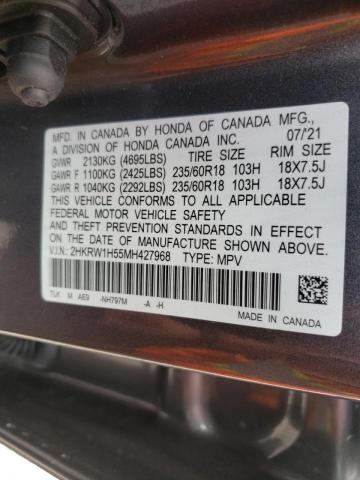 MFD. IN CANADA BY HONDA OF CANADA MFG.,
A DIVISION OF HONDA CANADA INC. 07/21
GVWR 2130KG (4695LBS) TIRE SIZE RIM SIZE
GAWR F 1100KG (2425LBS) 235/60R18 103H 18X7.5J
GAWR R 1040KG (2292LBS) 235/60R18 103H 18X7.5J
THIS VEHICLE CONFORMS TO ALL APPLICABLE
FEDERAL MOTOR VEHICLE SAFETY
AND THEFT PREVENTION STANDARDS IN EFFECT
ON THE DATE OF MANUFACTURE SHOWN ABOVE.
V.I.N.: 2HKRW1H55MH427968 TYPE: MPV
TLK M AE9 -NH797M -A -H
MADE IN CANADA